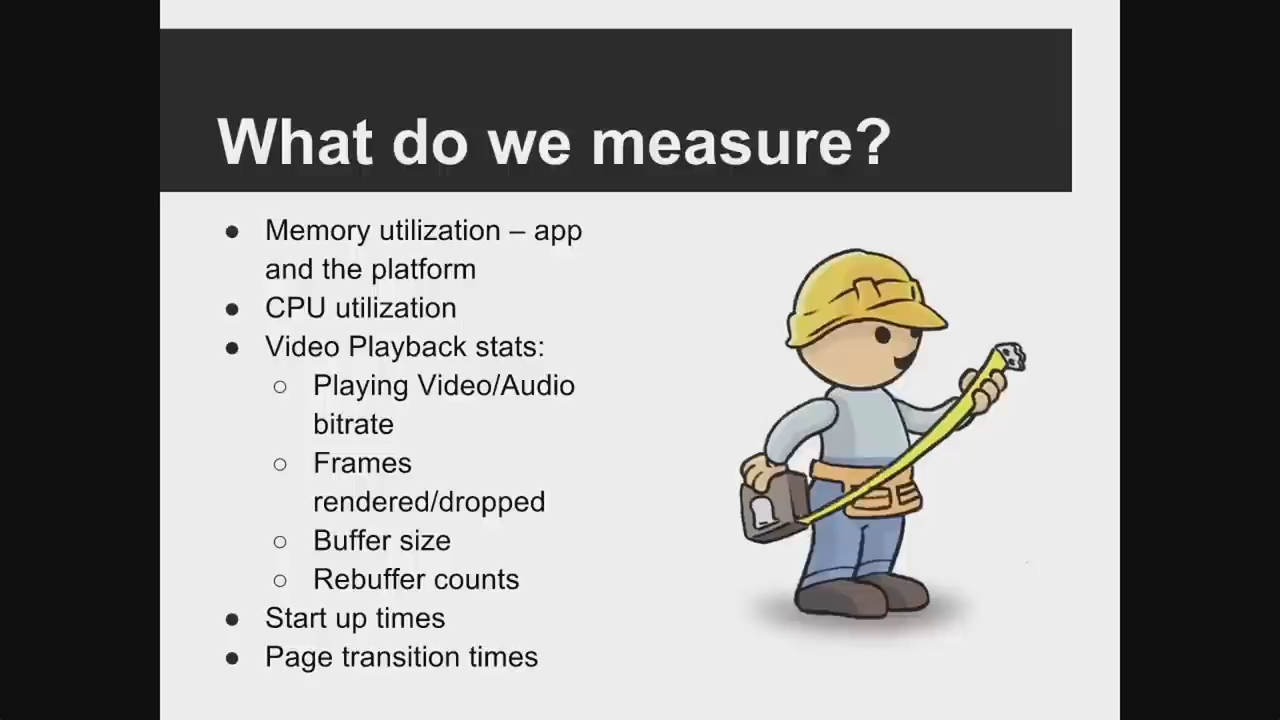 What do we measure?
● Memory utilization – app
and the platform
● CPU utilization
● Video Playback stats:
○ Playing Video/Audio
bitrate
○ Frames
rendered/dropped
○ Buffer size
○ Rebuffer counts
● Start up times
● Page transition times